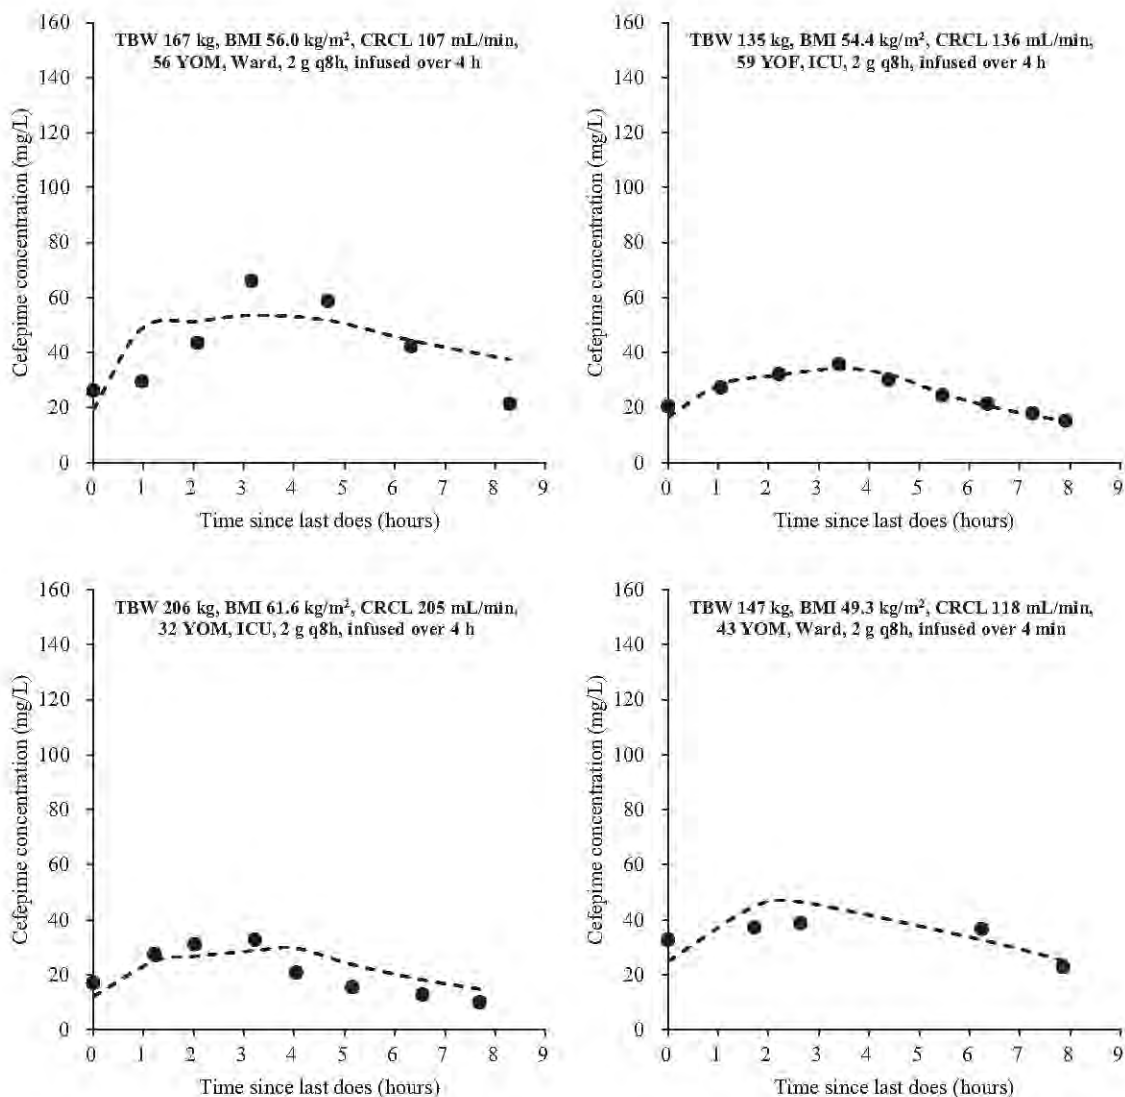 TBW 167 kg, BMI 56.0 kg/m², CRCL 107 mL/min,
56 YOM, Ward, 2 g q8h, infused over 4 h
Cefepime concentration (mg/L)
160
140
120
100
80
60
40
20
0
0 1 2 3 4 5 6 7 8 9
Time since last does (hours)
TBW 135 kg, BMI 54.4 kg/m², CRCL 136 mL/min,
59 YOF, ICU, 2 g q8h, infused over 4 h
Cefepime concentration (mg/L)
160
140
120
100
80
60
40
20
0
0 1 2 3 4 5 6 7 8 9
Time since last does (hours)
TBW 206 kg, BMI 61.6 kg/m², CRCL 205 mL/min,
32 YOM, ICU, 2 g q8h, infused over 4 h
Cefepime concentration (mg/L)
160
140
120
100
80
60
40
20
0
0 1 2 3 4 5 6 7 8 9
Time since last does (hours)
TBW 147 kg, BMI 49.3 kg/m², CRCL 118 mL/min,
43 YOM, Ward, 2 g q8h, infused over 4 min
Cefepime concentration (mg/L)
160
140
120
100
80
60
40
20
0
0 1 2 3 4 5 6 7 8 9
Time since last does (hours)